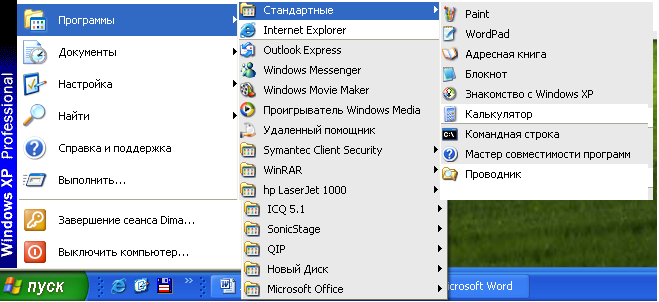 Программы
Документы
Настройка
Найти
Справка и поддержка
Выполнить...
Завершение сеанса Dima...
Выключить компьютер...
Windows XP Professional
Стандартные
Internet Explorer
Outlook Express
Windows Messenger
Windows Movie Maker
Проигрыватель Windows Media
Удаленный помощник
Symantec Client Security
WinRAR
hp LaserJet 1000
ICQ 5.1
SonicStage
QIP
Новый Диск
Microsoft Office
Paint
WordPad
Адресная книга
Блокнот
Знакомство с Windows XP
Калькулятор
Командная строка
Мастер совместимости программ
Проводник
пуск
crosoft Word